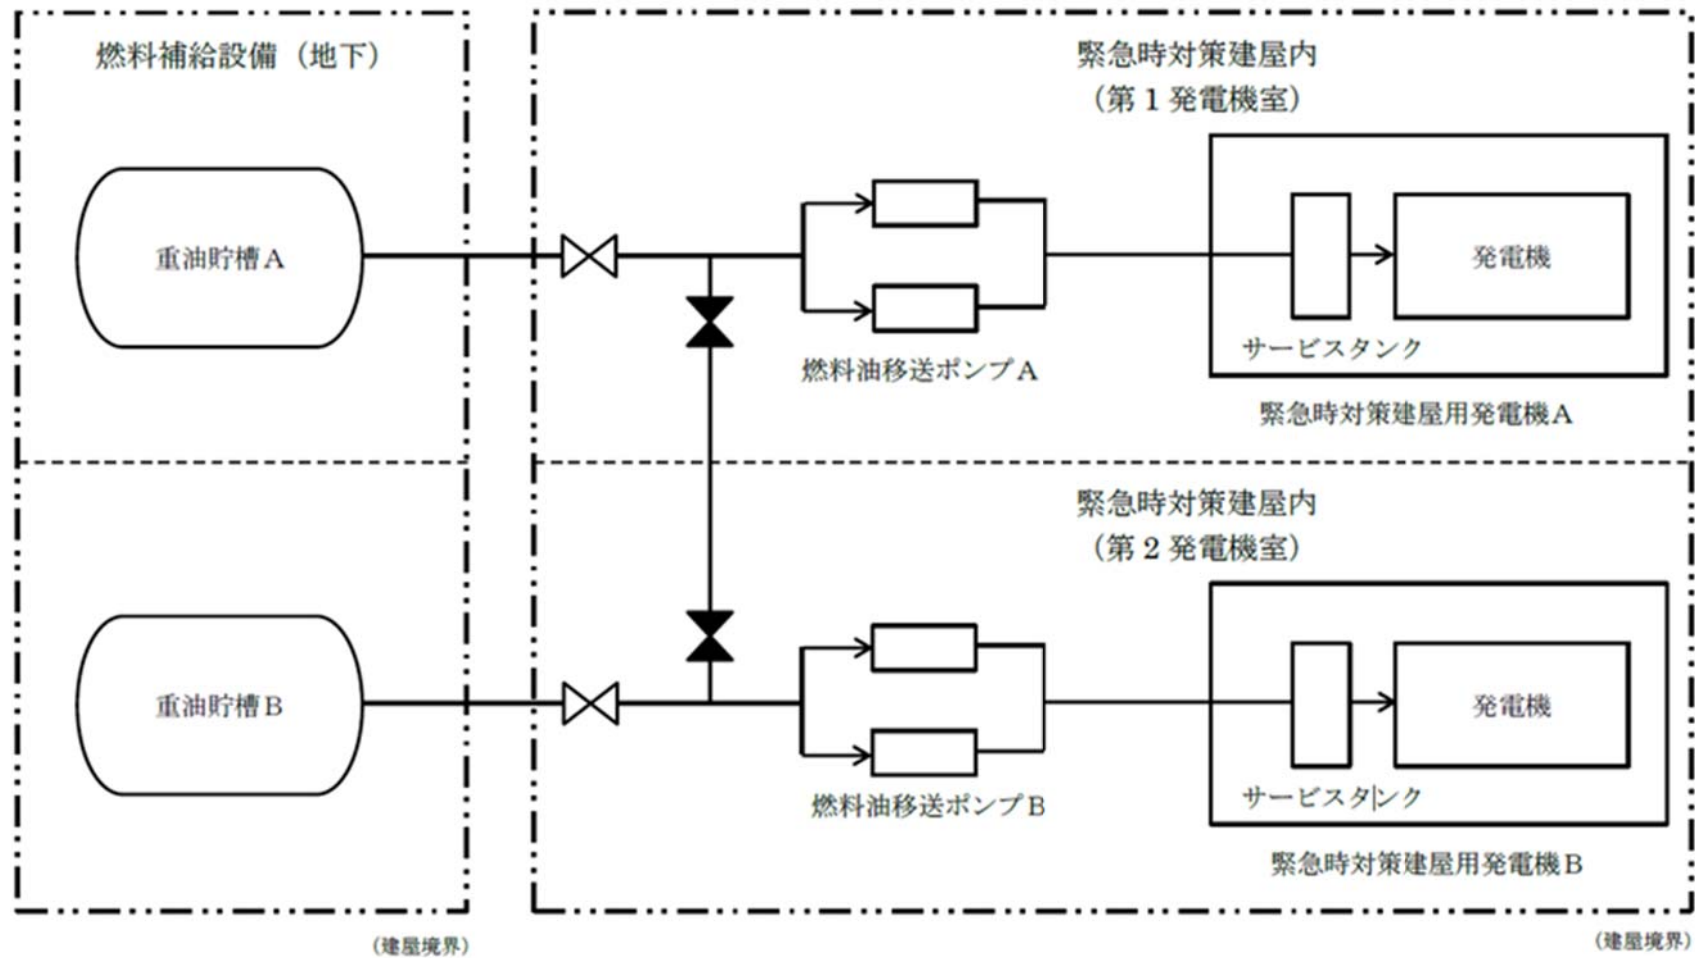 燃料補給設備（地下）
緊急時対策建屋内
（第1発電機室）
重油貯槽A
発電機
サービスタンク
燃料油移送ポンプA
緊急時対策建屋用発電機A
緊急時対策建屋内
（第2発電機室）
重油貯槽B
発電機
サービスタンク
燃料油移送ポンプB
緊急時対策建屋用発電機B
（建屋境界）
（建屋境界）